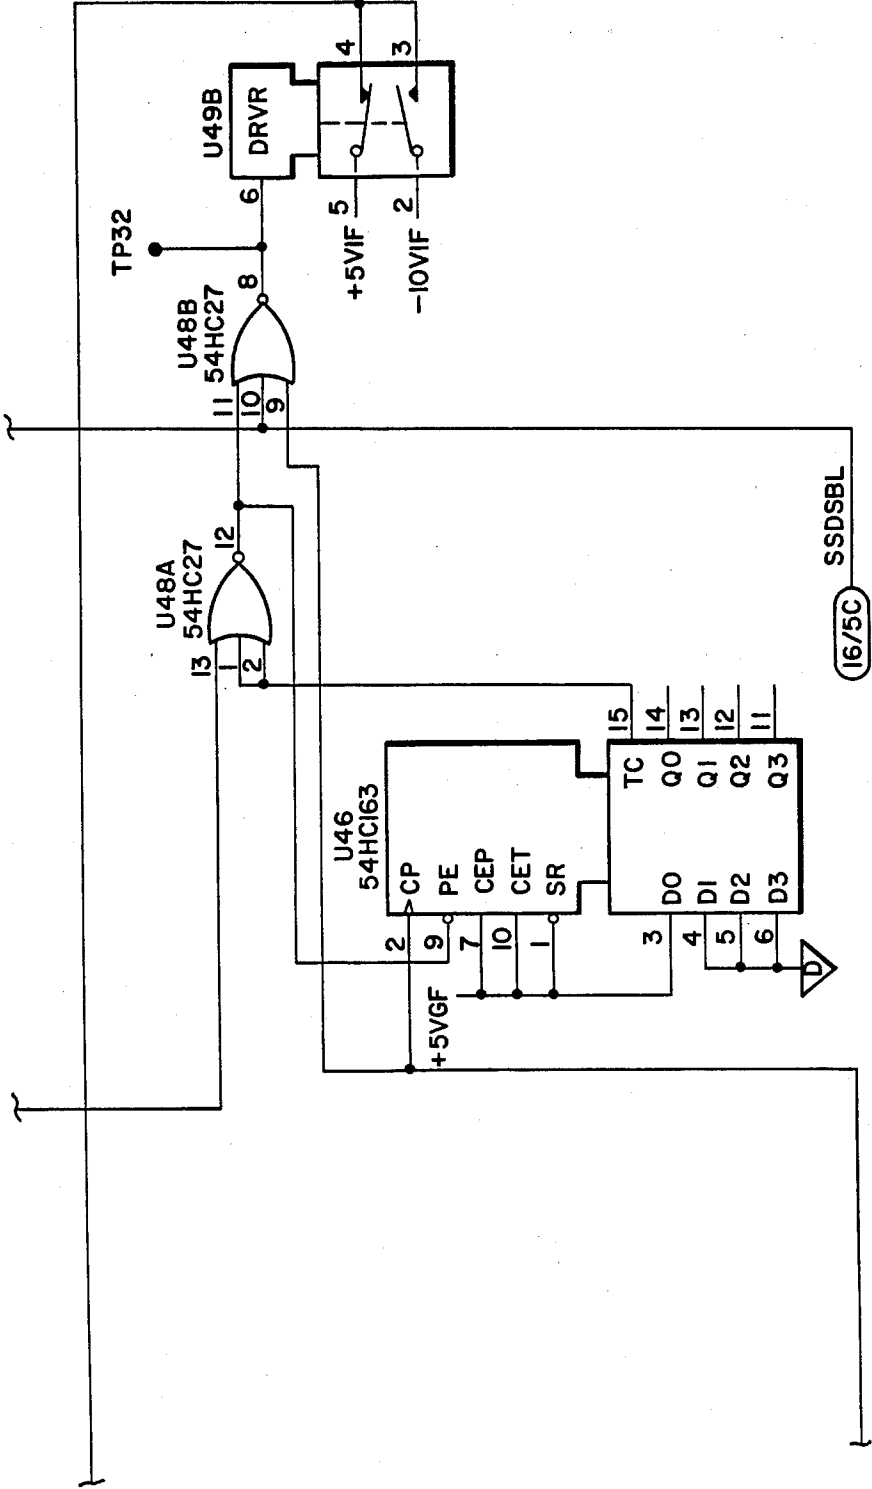 U49B
DRVR
4
3
6
5
2
+5VIF
-10VIF
TP32
8
U48B
54HC27
11
10
9
12
U48A
54HC27
13
1
2
SSDSBL
16/5C
U46
54HC163
CP
PE
CEP
CET
SR
2
9
7
10
1
+5VGF
TC
Q0
Q1
Q2
Q3
15
14
13
12
11
D0
D1
D2
D3
3
4
5
6
D